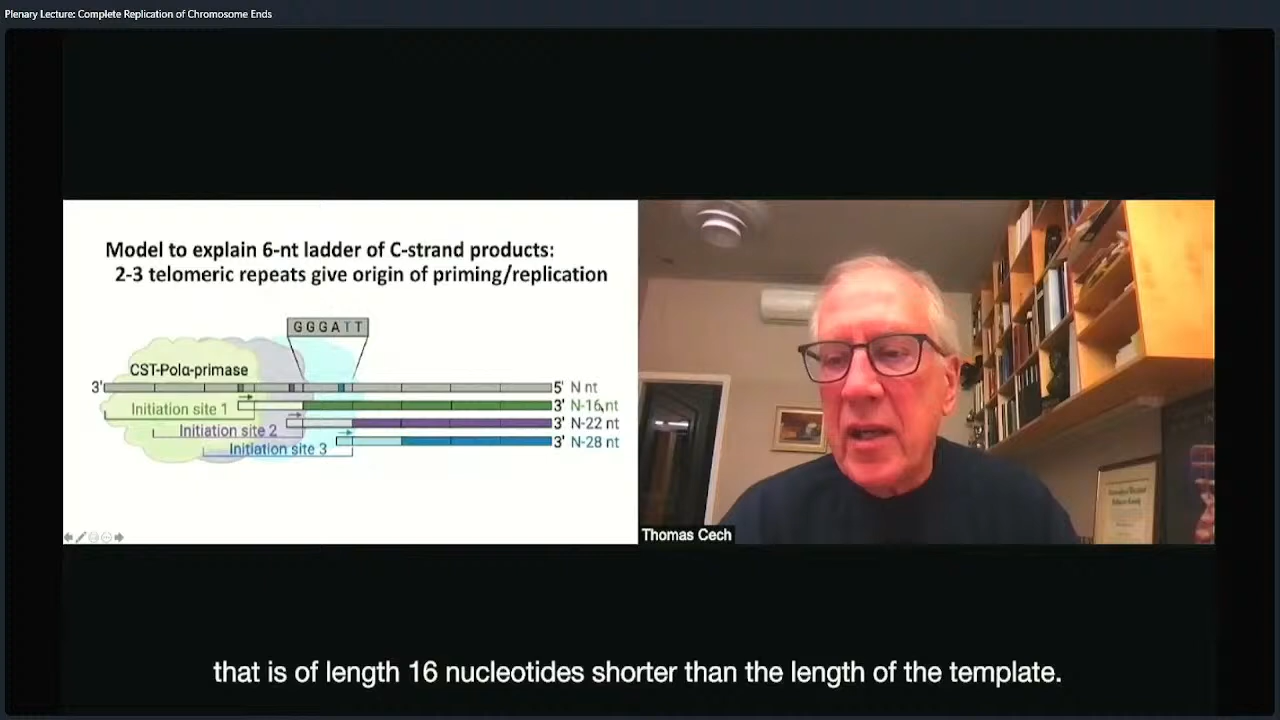 Plenary Lecture: Complete Replication of Chromosome Ends
Model to explain 6-nt ladder of C-strand products:
2-3 telomeric repeats give origin of priming/replication
GGGATT
CST-Polα-primase
3' 5' N nt
Initiation site 1 3' N-16 nt
Initiation site 2 3' N-22 nt
Initiation site 3 3' N-28 nt
Thomas Cech
that is of length 16 nucleotides shorter than the length of the template.